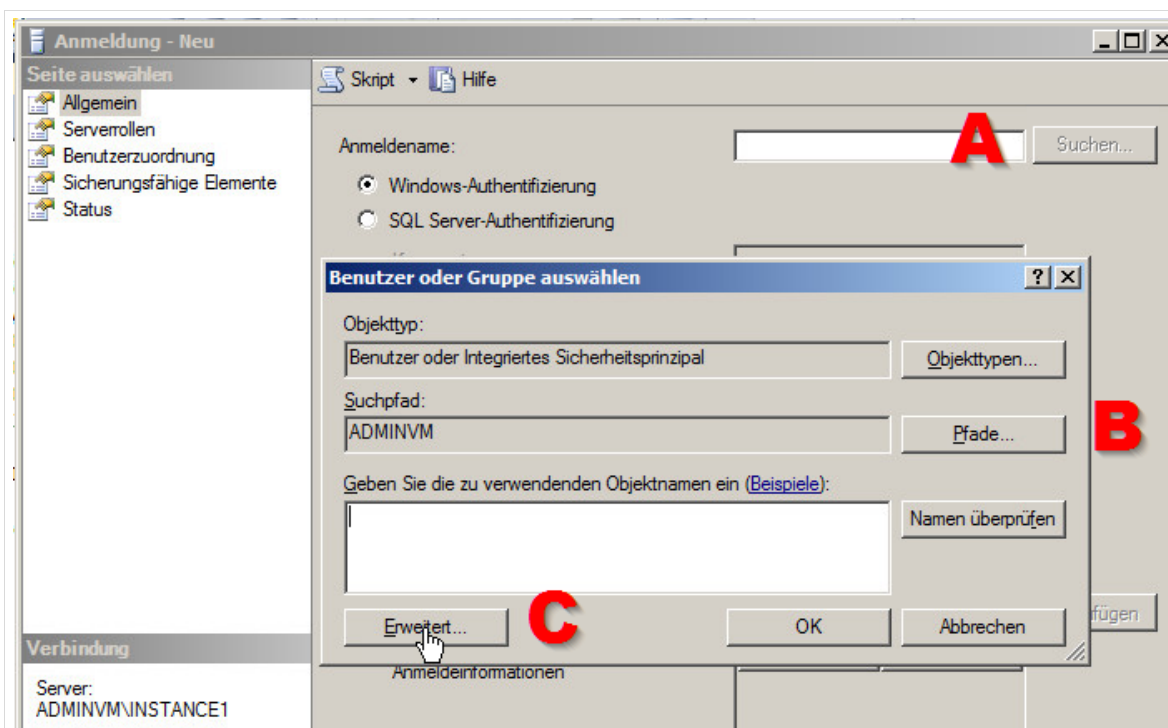 Anmeldung - Neu
Seite auswählen
Allgemein
Serverrollen
Benutzerzuordnung
Sicherungsfähige Elemente
Status
Skript
Hilfe
Anmeldename:
A
Suchen...
Windows-Authentifizierung
SQL Server-Authentifizierung
Benutzer oder Gruppe auswählen
Objekttyp:
Benutzer oder Integriertes Sicherheitsprinzipal
Objekttypen...
Suchpfad:
ADMINVM
Pfade...
B
Geben Sie die zu verwendenden Objektnamen ein (Beispiele):
Namen überprüfen
Erweitert...
C
OK
Abbrechen
fügen
Anmeldeinformationen
Verbindung
Server:
ADMINVM\INSTANCE1